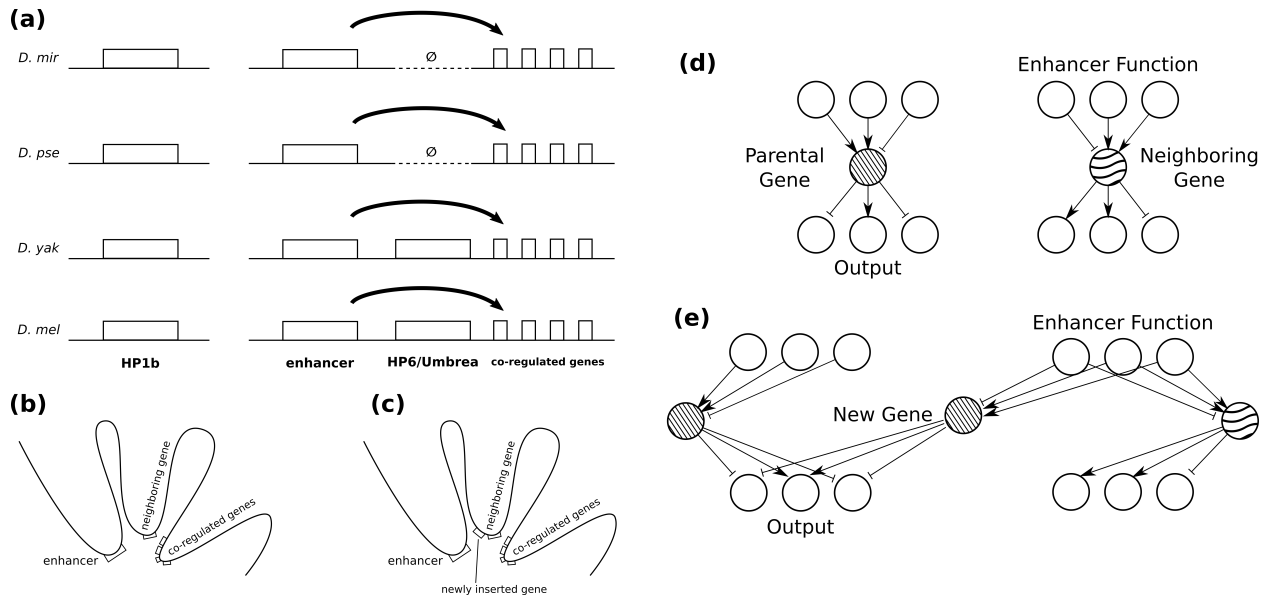 (a)
D. mir
Ø
D. pse
Ø
D. yak
D. mel
HP1b
enhancer
HP6/Umbrea
co-regulated genes
(b)
neighboring gene
co-regulated genes
enhancer
(c)
neighboring gene
co-regulated genes
enhancer
newly inserted gene
(d)
Enhancer Function
Parental
Gene
Neighboring
Gene
Output
(e)
Enhancer Function
New Gene
Output